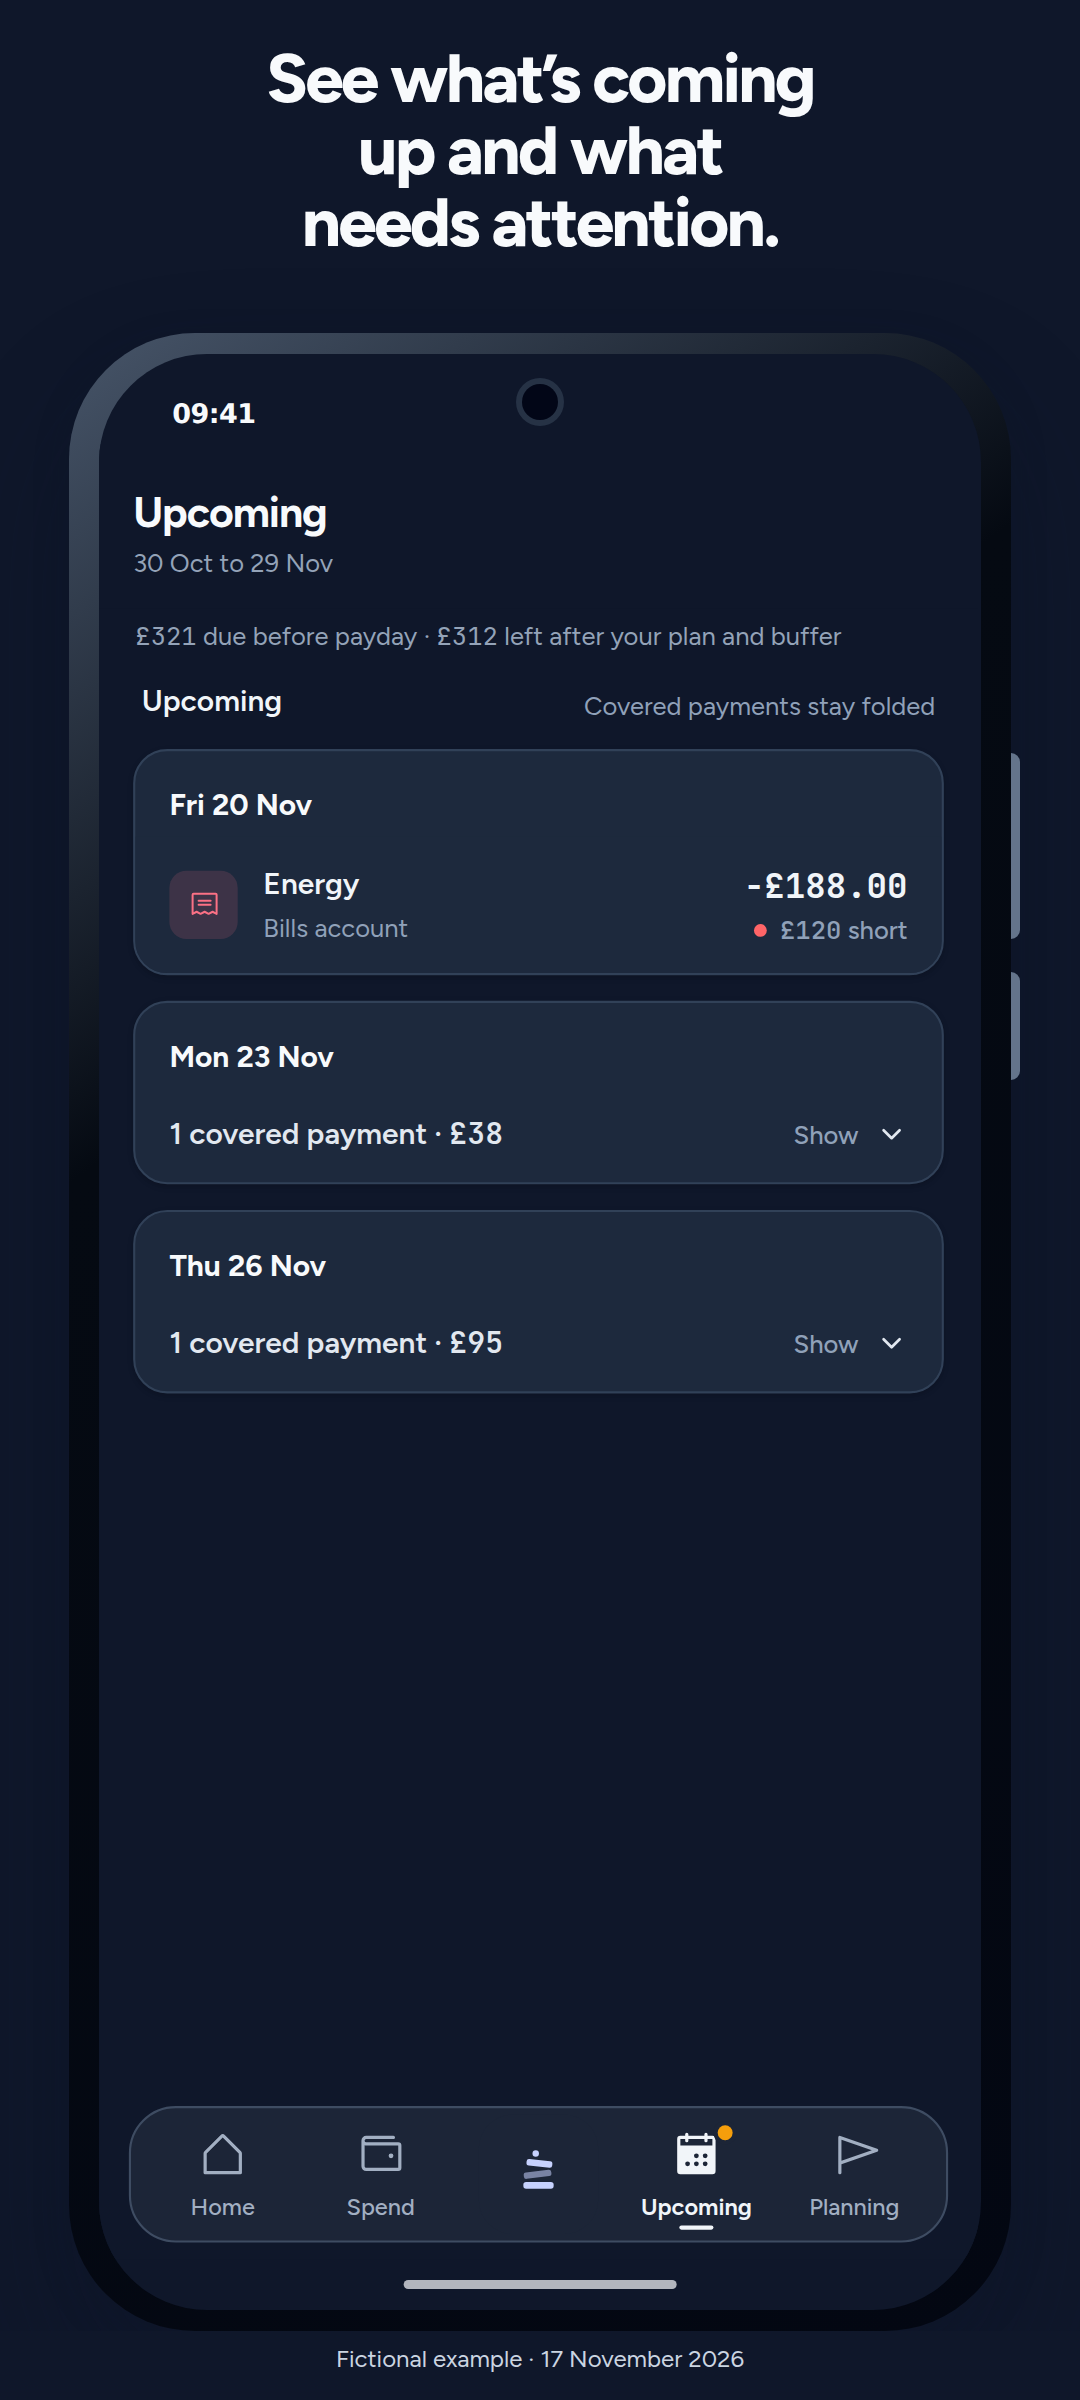 See what’s coming
up and what
needs attention.
09:41
Upcoming
30 Oct to 29 Nov
£321 due before payday · £312 left after your plan and buffer
Upcoming
Covered payments stay folded
Fri 20 Nov
Energy
-£188.00
Bills account
£120 short
Mon 23 Nov
1 covered payment · £38
Show
Thu 26 Nov
1 covered payment · £95
Show
Home
Spend
Upcoming
Planning
Fictional example · 17 November 2026